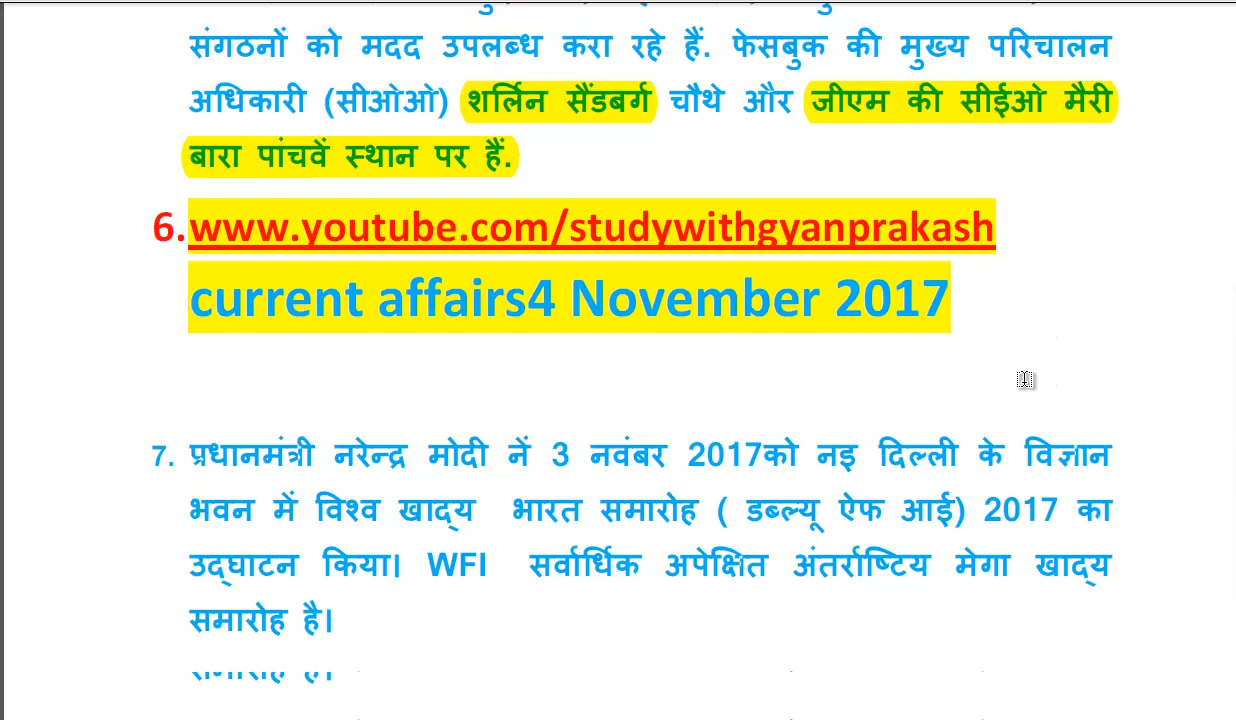 संगठनों को मदद उपलब्ध करा रहे हैं. फेसबुक की मुख्य परिचालन
अधिकारी (सीओओ) शर्लिन सैंडबर्ग चौथे और जीएम की सीईओ मैरी
बारा पांचवें स्थान पर हैं.
6.www.youtube.com/studywithgyanprakash
current affairs4 November 2017
7. प्रधानमंत्री नरेन्द्र मोदी नें 3 नवंबर 2017को नइ दिल्ली के विज्ञान
भवन में विश्व खाद्य भारत समारोह ( डब्ल्यू ऐफ आई) 2017 का
उद्घाटन किया। WFI सर्वार्धिक अपेक्षित अंतर्राष्टिय मेगा खाद्य
समारोह है।